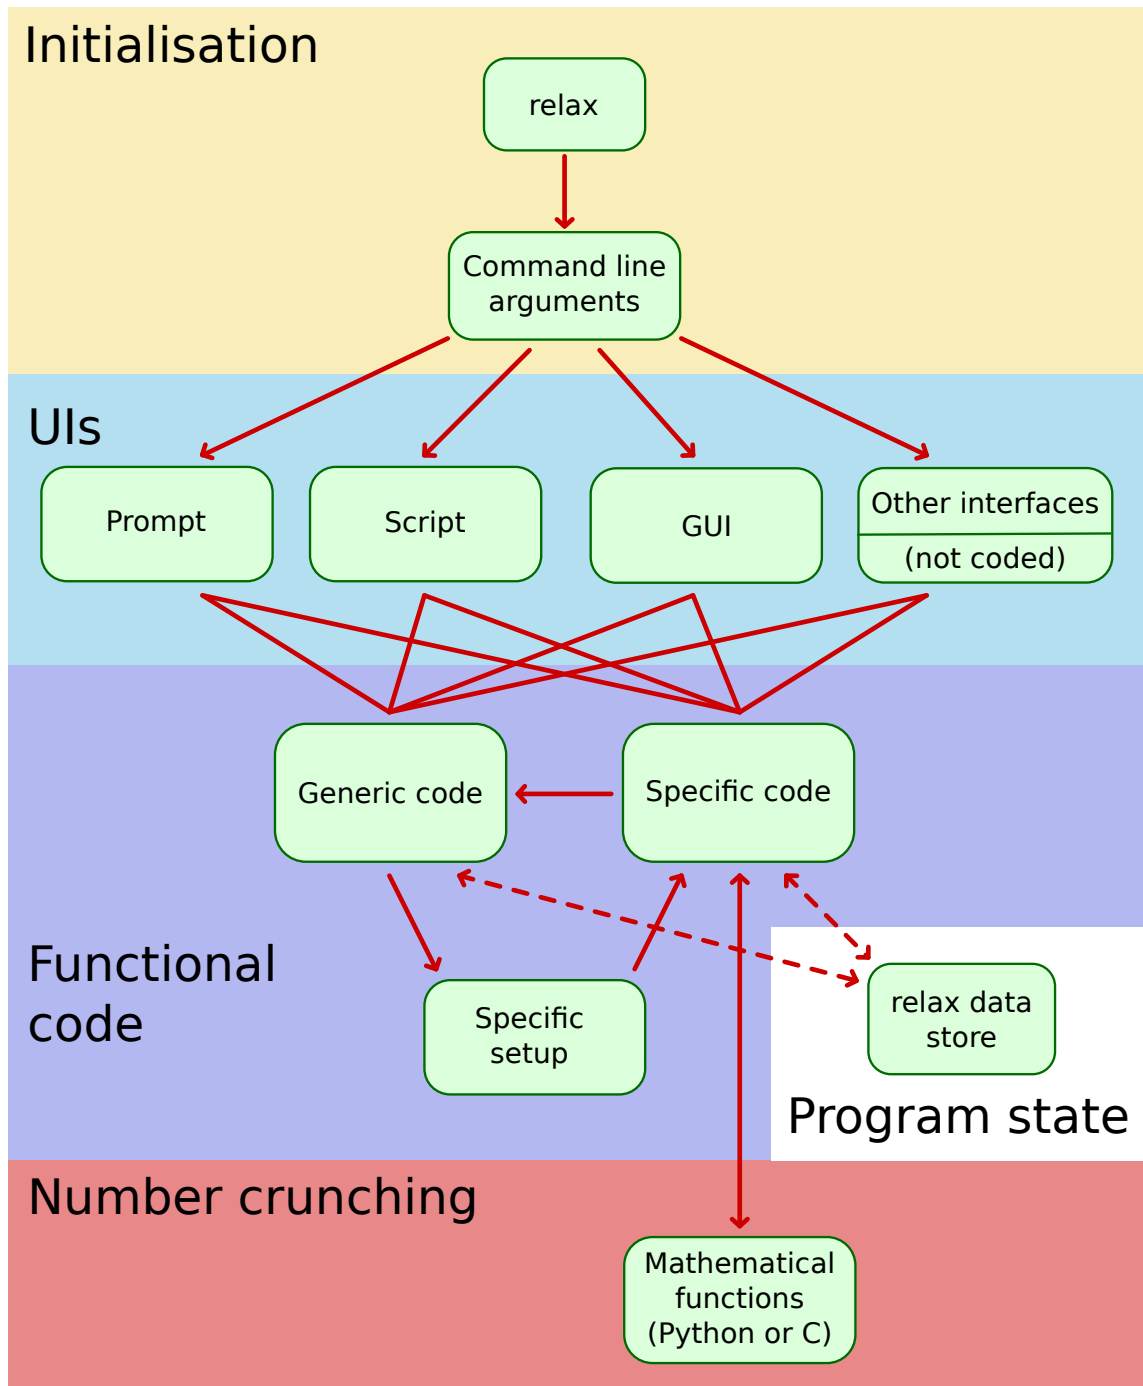 Initialisation
relax
Command line
arguments
UIs
Prompt
Script
GUI
Other interfaces
(not coded)
Generic code
Specific code
Functional
code
Specific
setup
relax data
store
Program state
Number crunching
Mathematical
functions
(Python or C)